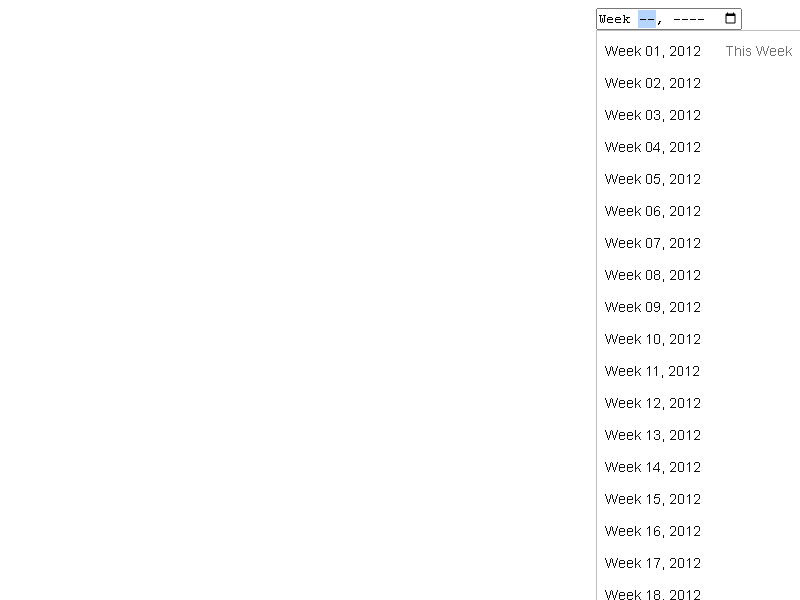 Week --, ----
Week 01, 2012 This Week
Week 02, 2012
Week 03, 2012
Week 04, 2012
Week 05, 2012
Week 06, 2012
Week 07, 2012
Week 08, 2012
Week 09, 2012
Week 10, 2012
Week 11, 2012
Week 12, 2012
Week 13, 2012
Week 14, 2012
Week 15, 2012
Week 16, 2012
Week 17, 2012
Week 18, 2012